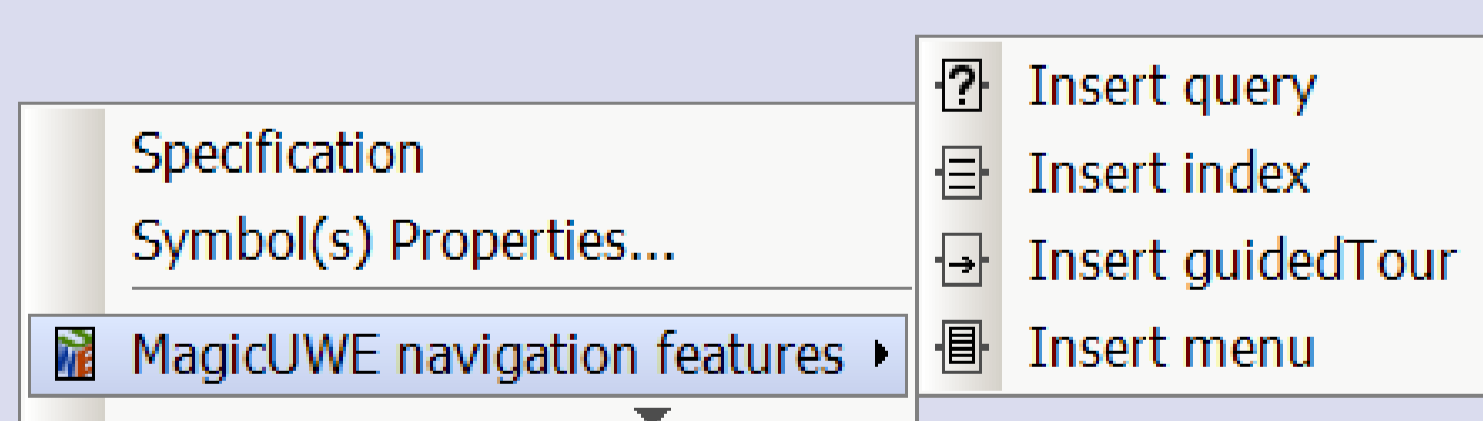 Specification
Symbol(s) Properties...
MagicUWE navigation features
Insert query
Insert index
Insert guidedTour
Insert menu